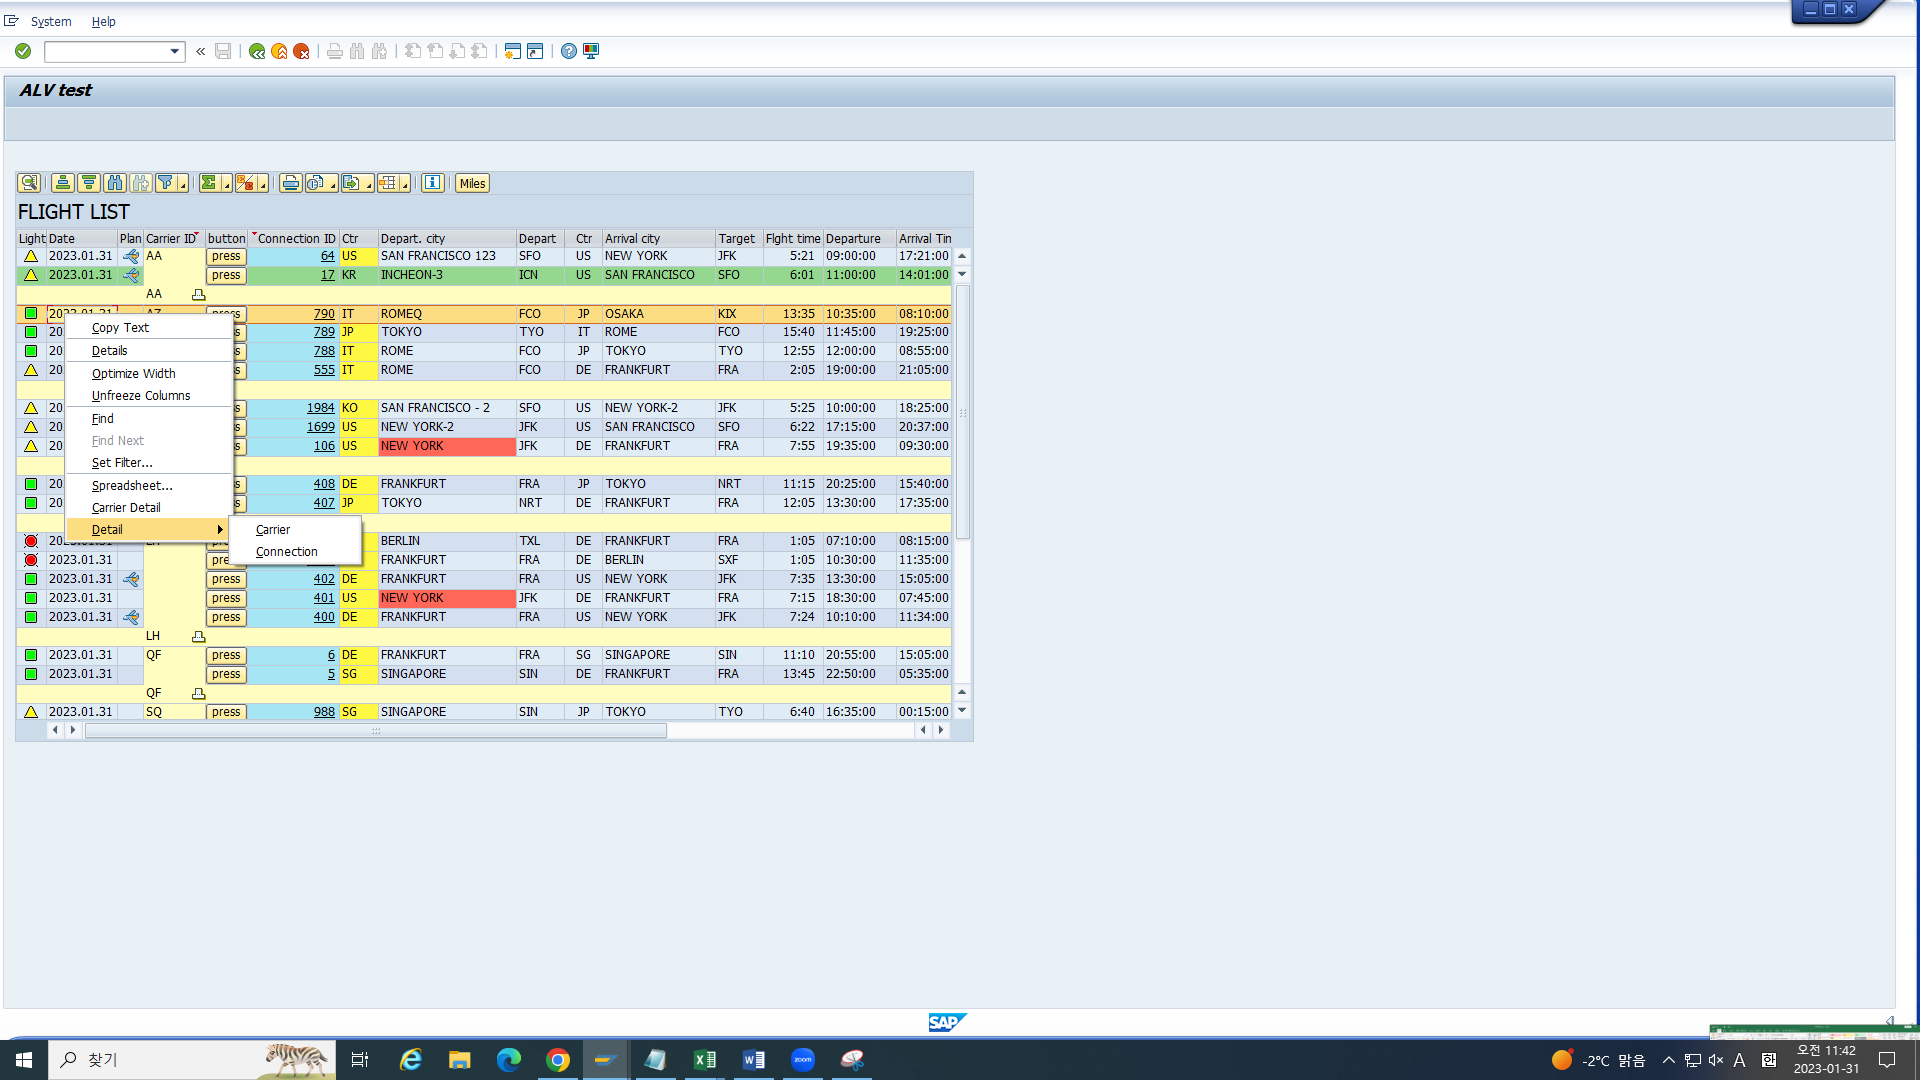 System Help
ALV test
Miles
FLIGHT LIST
Light Date Plan Carrier ID button Connection ID Ctr Depart. city Depart Ctr Arrival city Target Flght time Departure Arrival Tin
2023.01.31 AA press 64 US SAN FRANCISCO 123 SFO US NEW YORK JFK 5:21 09:00:00 17:21:00
2023.01.31 press 17 KR INCHEON-3 ICN US SAN FRANCISCO SFO 6:01 11:00:00 14:01:00
AA
790 IT ROMEQ FCO JP OSAKA KIX 13:35 10:35:00 08:10:00
20 789 JP TOKYO TYO IT ROME FCO 15:40 11:45:00 19:25:00
20 788 IT ROME FCO JP TOKYO TYO 12:55 12:00:00 08:55:00
20 555 IT ROME FCO DE FRANKFURT FRA 2:05 19:00:00 21:05:00
20 1984 KO SAN FRANCISCO - 2 SFO US NEW YORK-2 JFK 5:25 10:00:00 18:25:00
20 1699 US NEW YORK-2 JFK US SAN FRANCISCO SFO 6:22 17:15:00 20:37:00
20 106 US NEW YORK JFK DE FRANKFURT FRA 7:55 19:35:00 09:30:00
20 408 DE FRANKFURT FRA JP TOKYO NRT 11:15 20:25:00 15:40:00
20 407 JP TOKYO NRT DE FRANKFURT FRA 12:05 13:30:00 17:35:00
BERLIN TXL DE FRANKFURT FRA 1:05 07:10:00 08:15:00
2023.01.31 FRANKFURT FRA DE BERLIN SXF 1:05 10:30:00 11:35:00
2023.01.31 press 402 DE FRANKFURT FRA US NEW YORK JFK 7:35 13:30:00 15:05:00
2023.01.31 press 401 US NEW YORK JFK DE FRANKFURT FRA 7:15 18:30:00 07:45:00
2023.01.31 press 400 DE FRANKFURT FRA US NEW YORK JFK 7:24 10:10:00 11:34:00
LH
2023.01.31 QF press 6 DE FRANKFURT FRA SG SINGAPORE SIN 11:10 20:55:00 15:05:00
2023.01.31 press 5 SG SINGAPORE SIN DE FRANKFURT FRA 13:45 22:50:00 05:35:00
QF
2023.01.31 SQ press 988 SG SINGAPORE SIN JP TOKYO TYO 6:40 16:35:00 00:15:00
Copy Text
Details
Optimize Width
Unfreeze Columns
Find
Find Next
Set Filter...
Spreadsheet...
Carrier Detail
Detail
Carrier
Connection
SAP
찾기
zoom
-2°C 맑음
A 한
오전 11:42
2023-01-31